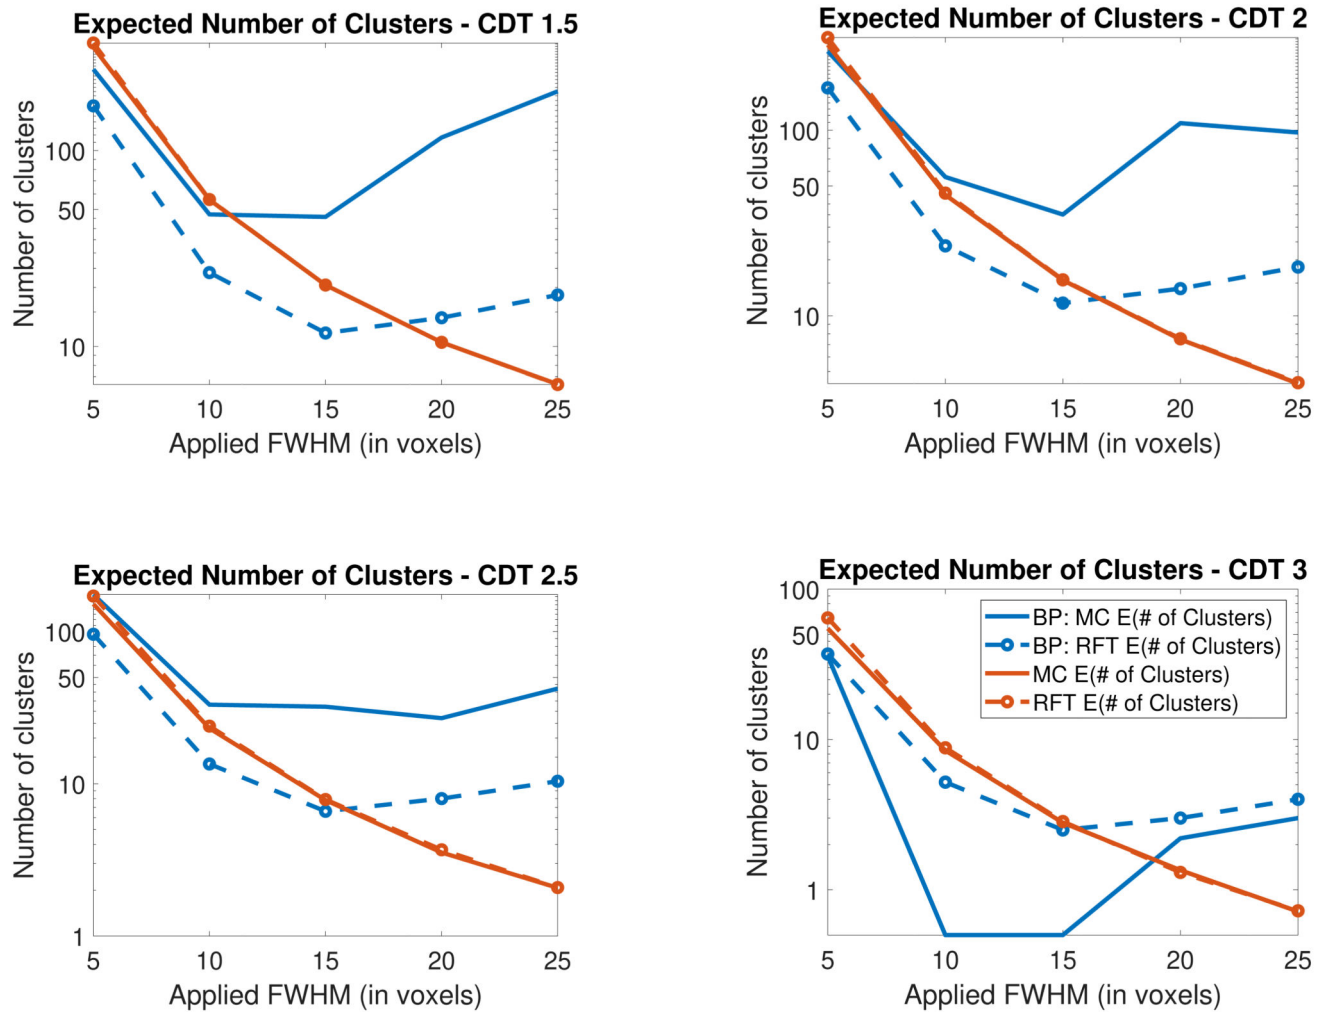 Expected Number of Clusters - CDT 1.5
Number of clusters
100
50
10
5 10 15 20 25
Applied FWHM (in voxels)
Expected Number of Clusters - CDT 2
Number of clusters
100
50
10
5 10 15 20 25
Applied FWHM (in voxels)
Expected Number of Clusters - CDT 2.5
Number of clusters
100
50
10
1
5 10 15 20 25
Applied FWHM (in voxels)
Expected Number of Clusters - CDT 3
Number of clusters
100
50
10
1
BP: MC E(# of Clusters)
BP: RFT E(# of Clusters)
MC E(# of Clusters)
RFT E(# of Clusters)
5 10 15 20 25
Applied FWHM (in voxels)